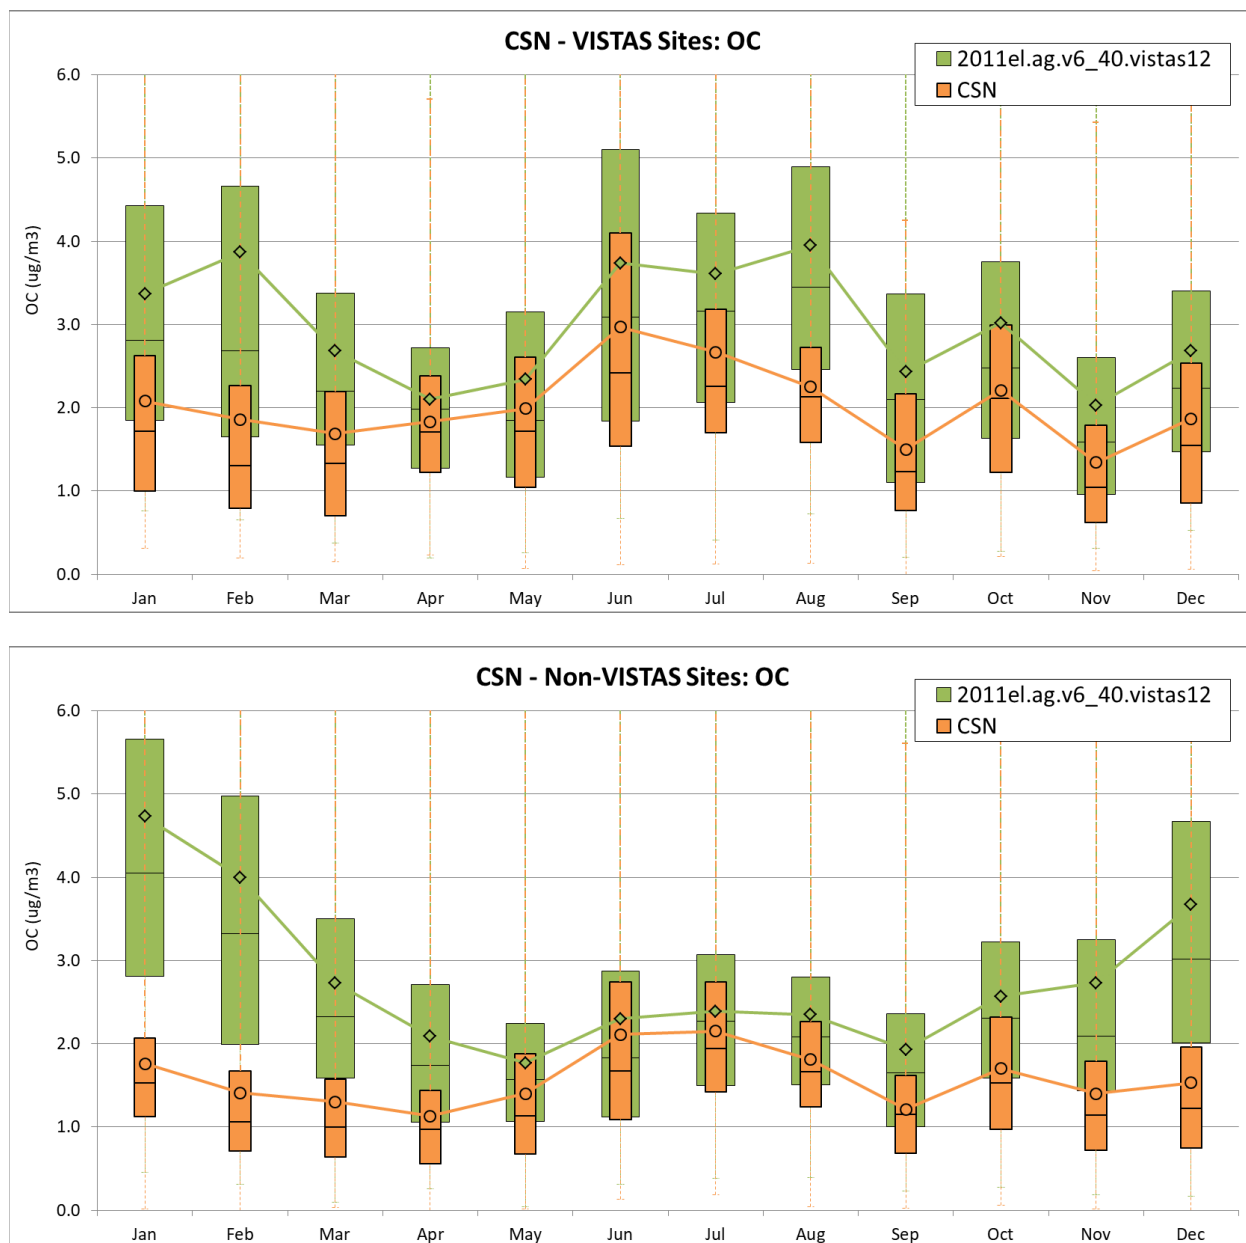 CSN - VISTAS Sites: OC
2011el.ag.v6_40.vistas12
CSN
OC (ug/m3)
6.0
5.0
4.0
3.0
2.0
1.0
0.0
Jan Feb Mar Apr May Jun Jul Aug Sep Oct Nov Dec
CSN - Non-VISTAS Sites: OC
2011el.ag.v6_40.vistas12
CSN
OC (ug/m3)
6.0
5.0
4.0
3.0
2.0
1.0
0.0
Jan Feb Mar Apr May Jun Jul Aug Sep Oct Nov Dec